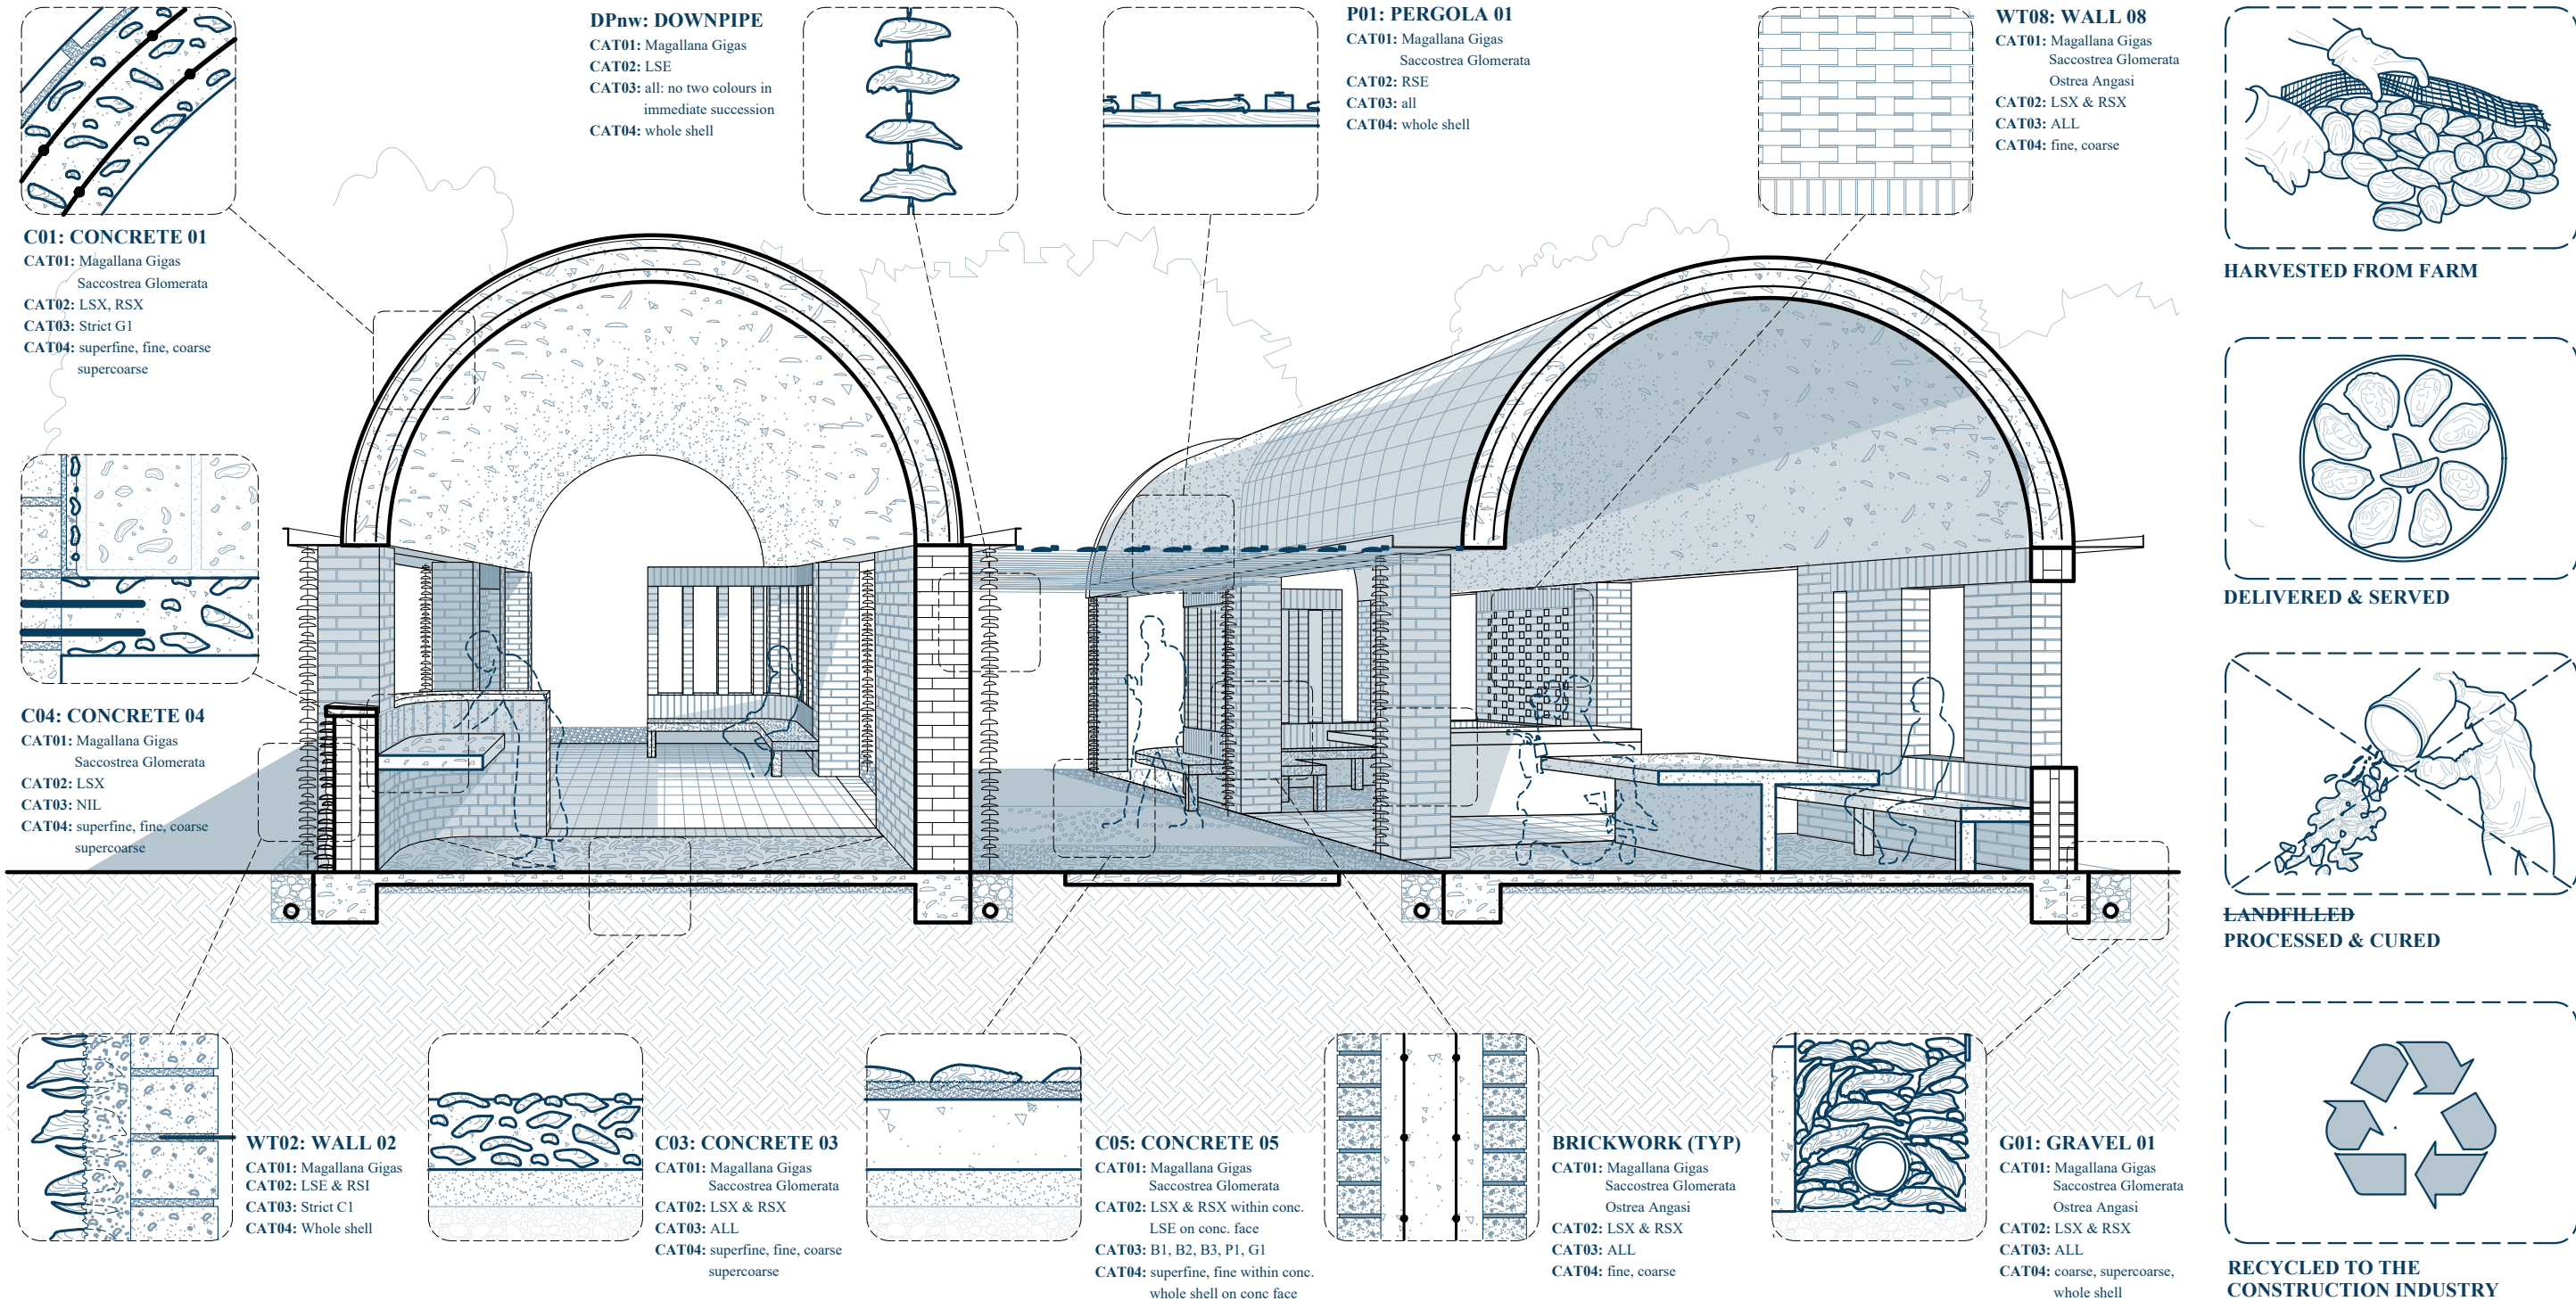 DPnw: DOWNPIPE
CAT01: Magallana Gigas
CAT02: LSE
CAT03: all: no two colours in
immediate succession
CAT04: whole shell
P01: PERGOLA 01
CAT01: Magallana Gigas
Saccostrea Glomerata
CAT02: RSE
CAT03: all
CAT04: whole shell
WT08: WALL 08
CAT01: Magallana Gigas
Saccostrea Glomerata
Ostrea Angasi
CAT02: LSX & RSX
CAT03: ALL
CAT04: fine, coarse
HARVESTED FROM FARM
C01: CONCRETE 01
CAT01: Magallana Gigas
Saccostrea Glomerata
CAT02: LSX, RSX
CAT03: Strict G1
CAT04: superfine, fine, coarse
supercoarse
DELIVERED & SERVED
C04: CONCRETE 04
CAT01: Magallana Gigas
Saccostrea Glomerata
CAT02: LSX
CAT03: NIL
CAT04: superfine, fine, coarse
supercoarse
LANDFILLED
PROCESSED & CURED
WT02: WALL 02
CAT01: Magallana Gigas
CAT02: LSE & RSI
CAT03: Strict C1
CAT04: Whole shell
C03: CONCRETE 03
CAT01: Magallana Gigas
Saccostrea Glomerata
CAT02: LSX & RSX
CAT03: ALL
CAT04: superfine, fine, coarse
supercoarse
C05: CONCRETE 05
CAT01: Magallana Gigas
Saccostrea Glomerata
CAT02: LSX & RSX within conc.
LSE on conc. face
CAT03: B1, B2, B3, P1, G1
CAT04: superfine, fine within conc.
whole shell on conc face
BRICKWORK (TYP)
CAT01: Magallana Gigas
Saccostrea Glomerata
Ostrea Angasi
CAT02: LSX & RSX
CAT03: ALL
CAT04: fine, coarse
G01: GRAVEL 01
CAT01: Magallana Gigas
Saccostrea Glomerata
Ostrea Angasi
CAT02: LSX & RSX
CAT03: ALL
CAT04: coarse, supercoarse,
whole shell
RECYCLED TO THE
CONSTRUCTION INDUSTRY